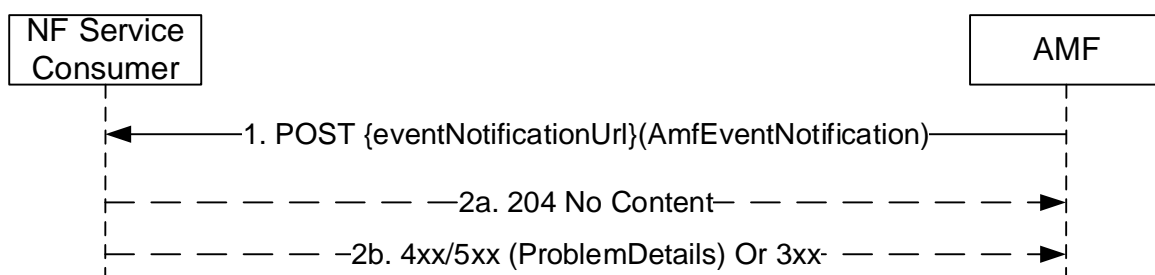 NF Service
Consumer
AMF
1. POST {eventNotificationUrl}(AmfEventNotification)
2a. 204 No Content
2b. 4xx/5xx (ProblemDetails) Or 3xx